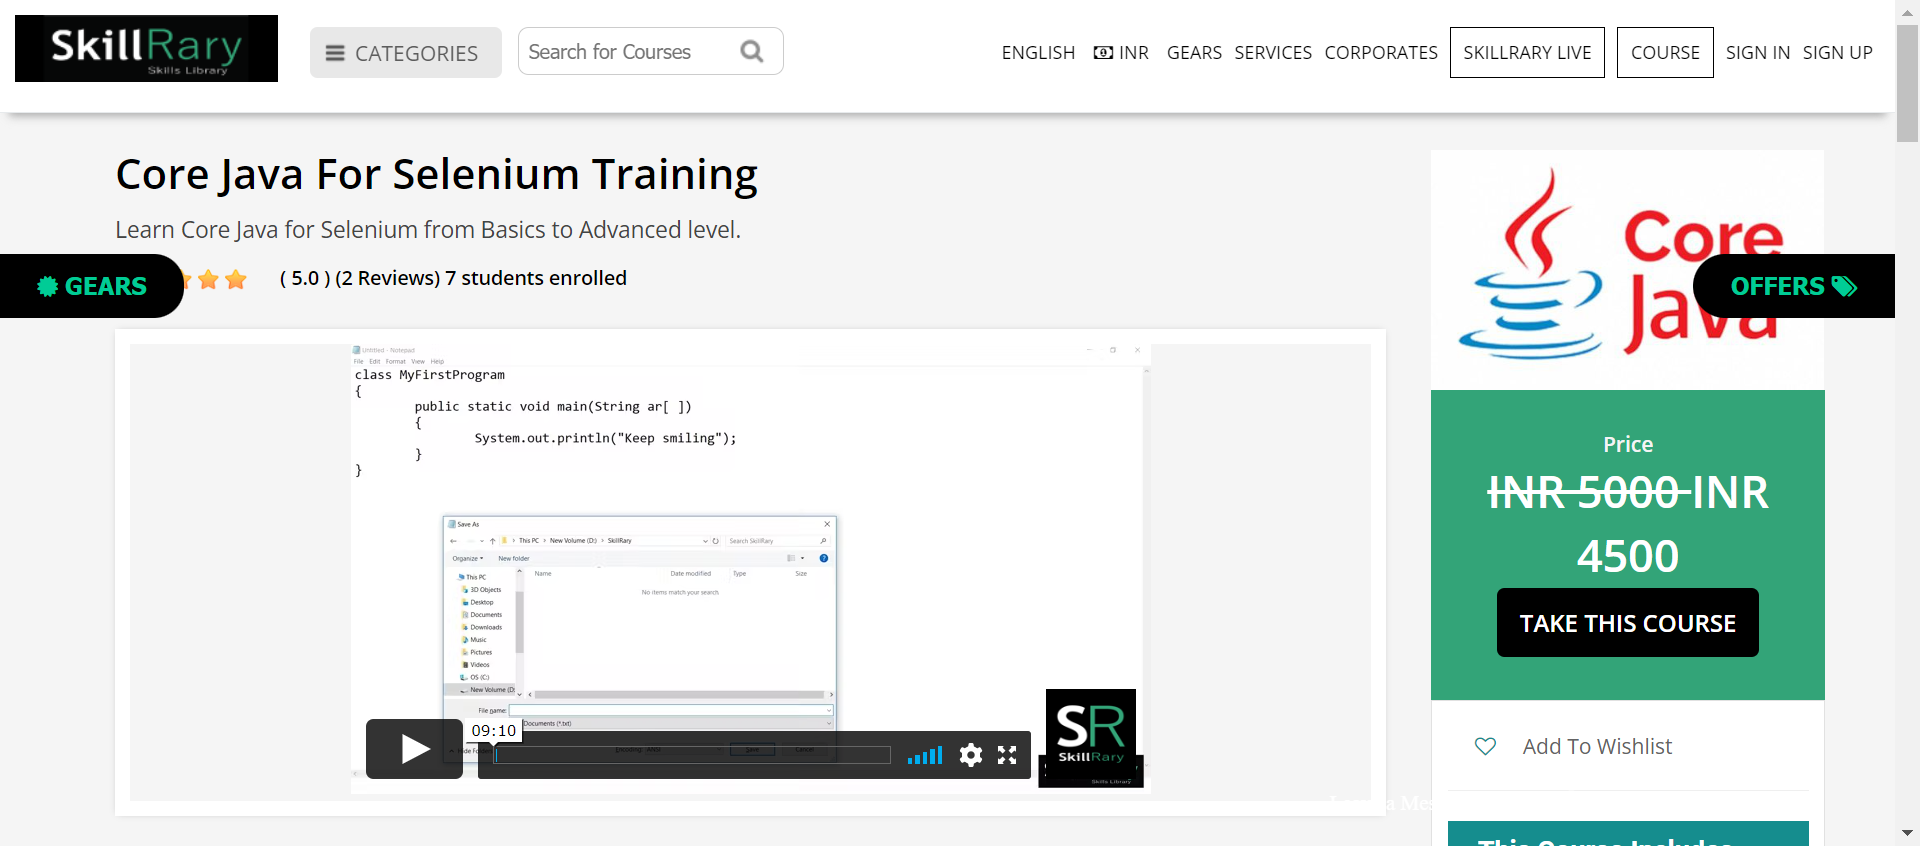 SkillRary
Skills Library
CATEGORIES
Search for Courses
ENGLISH
INR
GEARS
SERVICES
CORPORATES
SKILLRARY LIVE
COURSE
SIGN IN
SIGN UP
Core Java For Selenium Training
Learn Core Java for Selenium from Basics to Advanced level.
GEARS
( 5.0 ) (2 Reviews) 7 students enrolled
Core
Java
OFFERS
Untitled - Notepad
File Edit Format View Help
class MyFirstProgram
{
public static void main(String ar[ ])
{
System.out.println("Keep smiling");
}
}
Save As
This PC > New Volume (D:) > SkillRary
Search SkillRary
Organize
New folder
Name
Date modified
Type
Size
No items match your search.
This PC
3D Objects
Desktop
Documents
Downloads
Music
Pictures
Videos
OS (C:)
New Volume (D:
File name:
Documents (*.txt)
Hide Folders
Encoding: ANSI
Save
Cancel
09:10
SR
SkillRary
Skills Library
Price
INR 5000 INR
4500
TAKE THIS COURSE
Add To Wishlist
This Course Includes